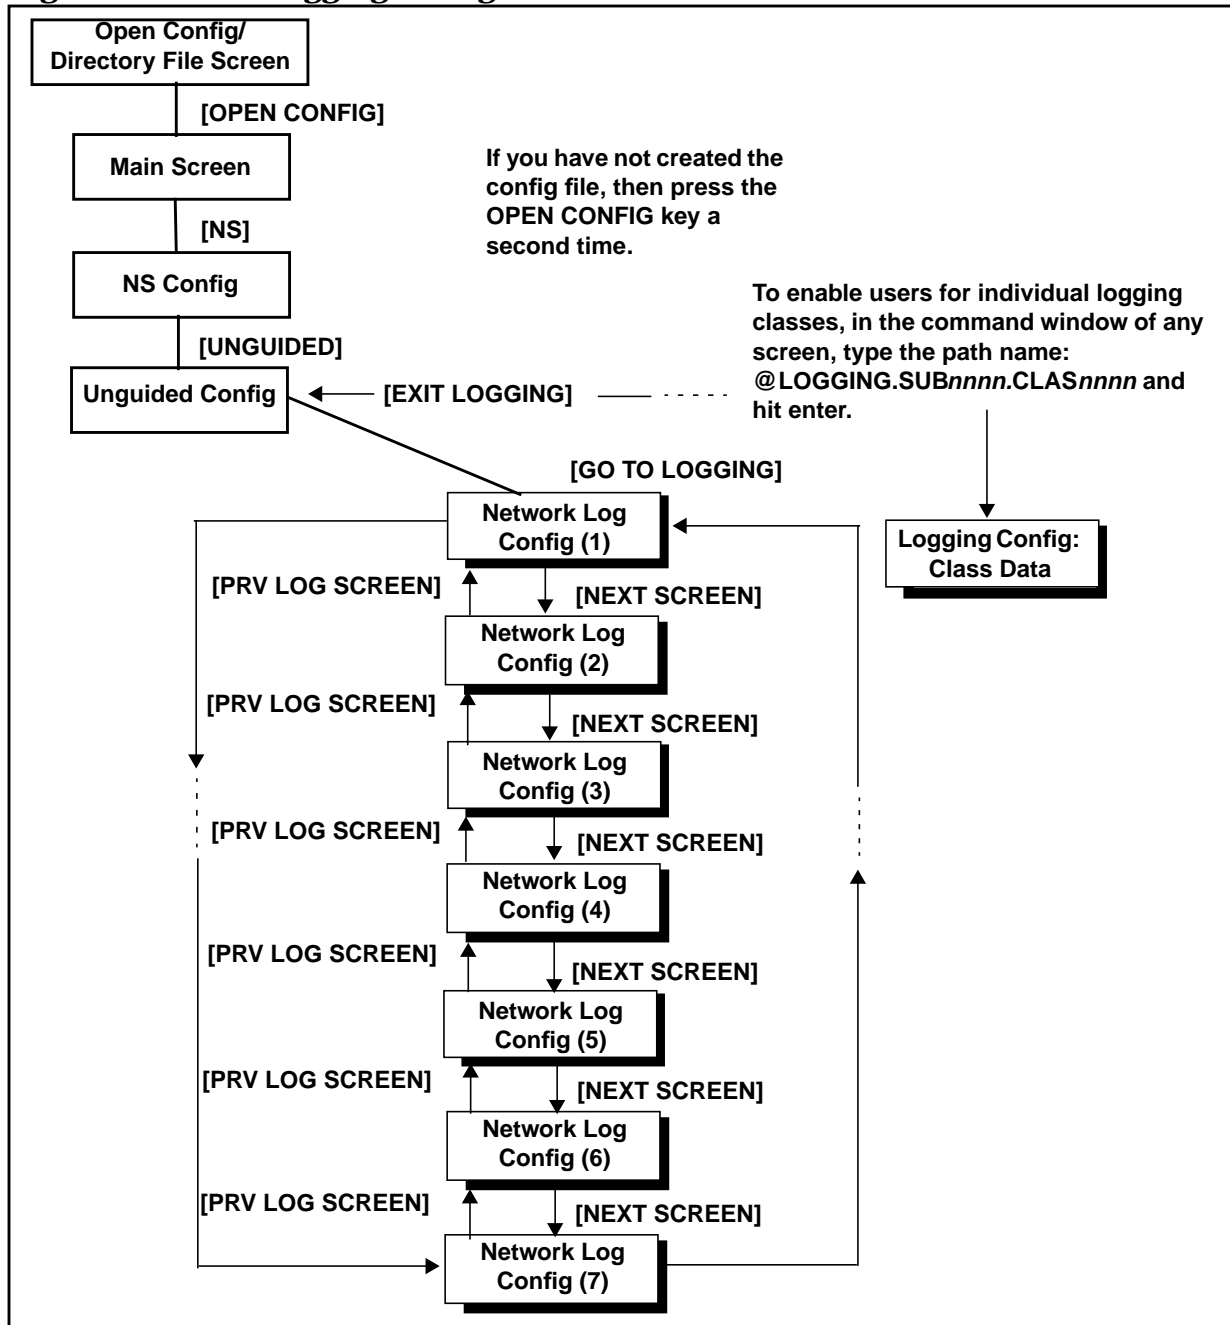 Open Config/
Directory File Screen
[OPEN CONFIG]
Main Screen
If you have not created the
config file, then press the
OPEN CONFIG key a
second time.
[NS]
NS Config
To enable users for individual logging
classes, in the command window of any
screen, type the path name:
@LOGGING.SUBnnnn.CLASnnnn and
hit enter.
[UNGUIDED]
Unguided Config
[EXIT LOGGING]
[GO TO LOGGING]
Network Log
Config (1)
Logging Config:
Class Data
[PRV LOG SCREEN]
[NEXT SCREEN]
Network Log
Config (2)
[PRV LOG SCREEN]
[NEXT SCREEN]
Network Log
Config (3)
[PRV LOG SCREEN]
[NEXT SCREEN]
Network Log
Config (4)
[PRV LOG SCREEN]
[NEXT SCREEN]
Network Log
Config (5)
[PRV LOG SCREEN]
[NEXT SCREEN]
Network Log
Config (6)
[PRV LOG SCREEN]
[NEXT SCREEN]
Network Log
Config (7)